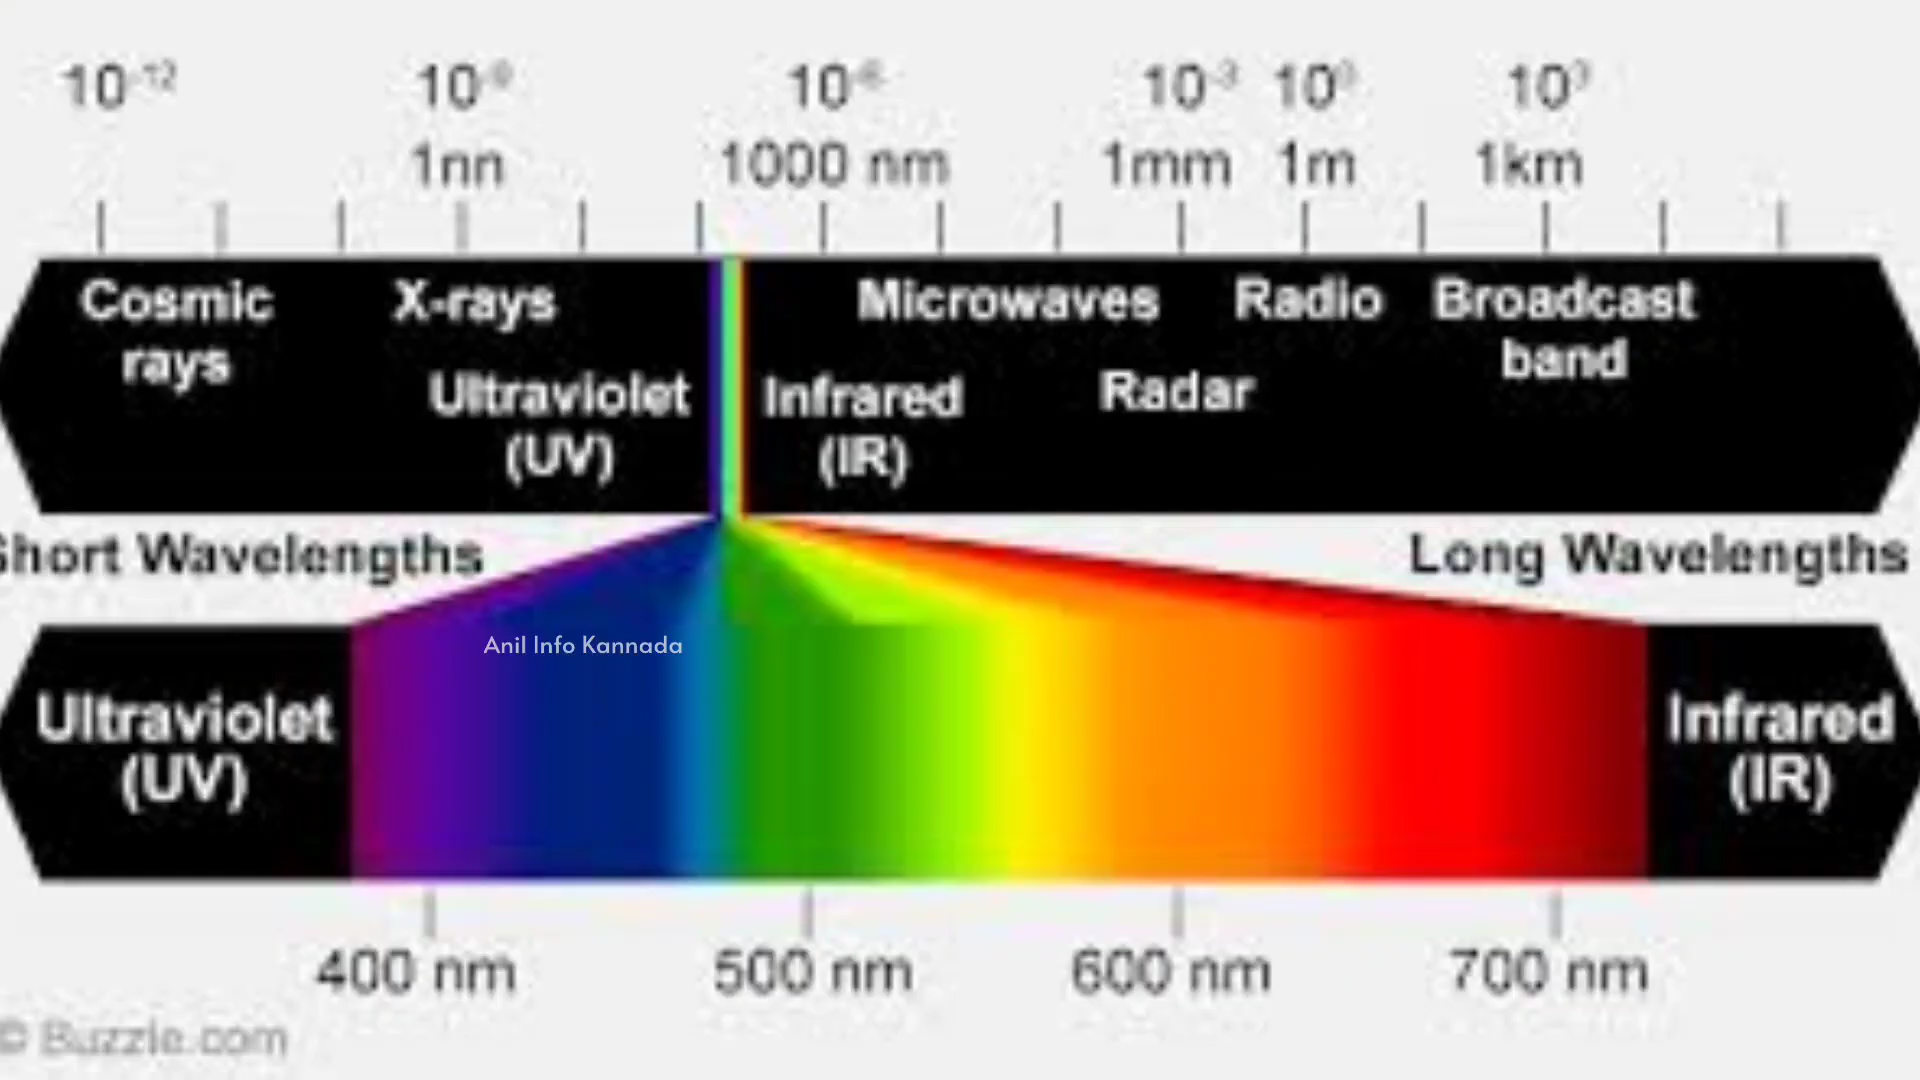 10⁻¹² 10⁻⁹ 10⁻⁶ 10⁻³ 10⁰ 10³
1nn 1000 nm 1mm 1m 1km
Cosmic rays
X-rays
Ultraviolet
(UV)
Infrared
(IR)
Microwaves
Radar
Radio
Broadcast
band
Short Wavelengths
Long Wavelengths
Anil Info Kannada
Ultraviolet
(UV)
Infrared
(IR)
400 nm 500 nm 600 nm 700 nm
© Buzzle.com